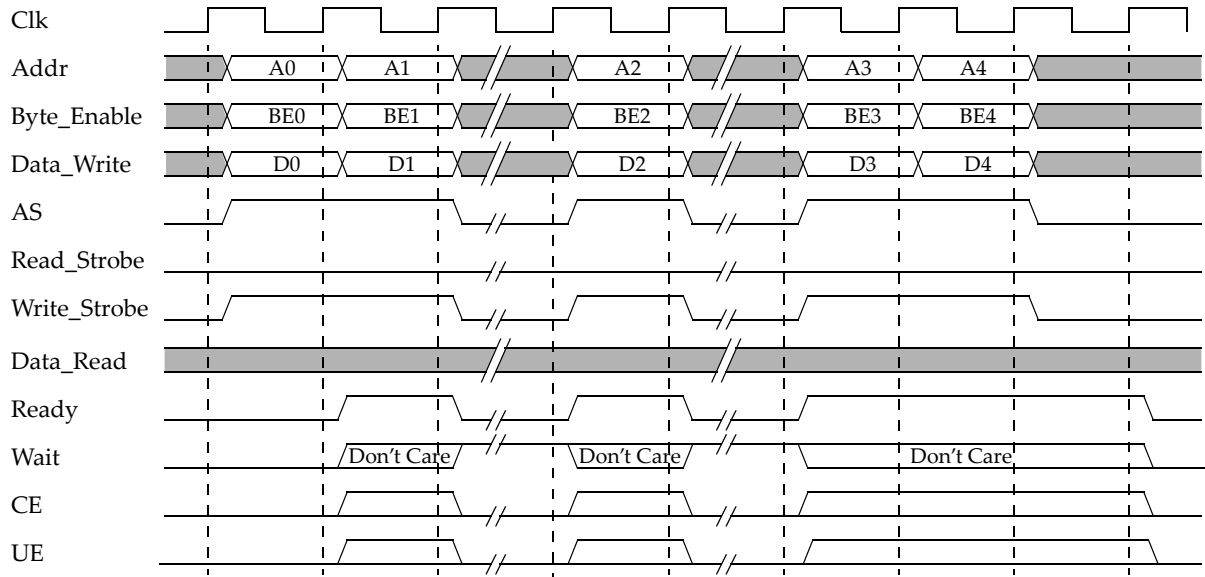 Clk
Addr A0 A1 A2 A3 A4
Byte_Enable BE0 BE1 BE2 BE3 BE4
Data_Write D0 D1 D2 D3 D4
AS
Read_Strobe
Write_Strobe
Data_Read
Ready
Wait Don't Care Don't Care Don't Care
CE
UE